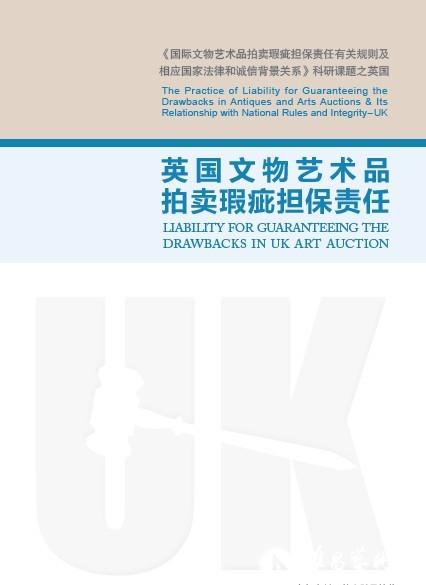 《国际文物艺术品拍卖瑕疵担保责任有关规则及
相应国家法律和诚信背景关系》科研课题之英国
The Practice of Liability for Guaranteeing the
Drawbacks in Antiques and Arts Auctions & Its
Relationship with National Rules and Integrity–UK
英国文物艺术品
拍卖瑕疵担保责任
LIABILITY FOR GUARANTEEING THE
DRAWBACKS IN UK ART AUCTION
UK